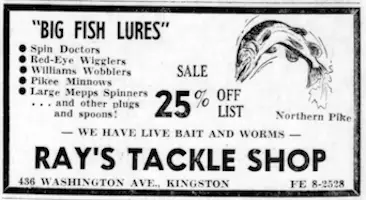 "BIG FISH LURES"
● Spin Doctors
● Red-Eye Wigglers
● Williams Wobblers
● Pikee Minnows
● Large Mepps Spinners
. . . and other plugs
and spoons!
SALE
25% OFF
LIST
Northern Pike
— WE HAVE LIVE BAIT AND WORMS —
RAY'S TACKLE SHOP
436 WASHINGTON AVE., KINGSTON FE 8-2528